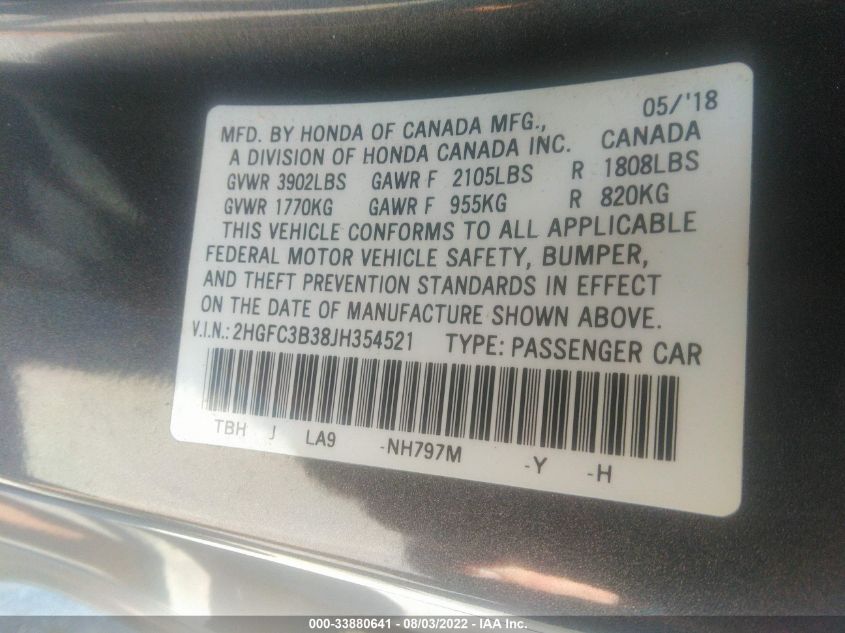 05/'18
MFD. BY HONDA OF CANADA MFG.,
A DIVISION OF HONDA CANADA INC. CANADA
GVWR 3902LBS GAWR F 2105LBS R 1808LBS
GVWR 1770KG GAWR F 955KG R 820KG
THIS VEHICLE CONFORMS TO ALL APPLICABLE
FEDERAL MOTOR VEHICLE SAFETY, BUMPER,
AND THEFT PREVENTION STANDARDS IN EFFECT
ON THE DATE OF MANUFACTURE SHOWN ABOVE.
V.I.N.:2HGFC3B38JH354521 TYPE: PASSENGER CAR
TBH J LA9 -NH797M -Y -H
000-33880641 - 08/03/2022 - IAA Inc.